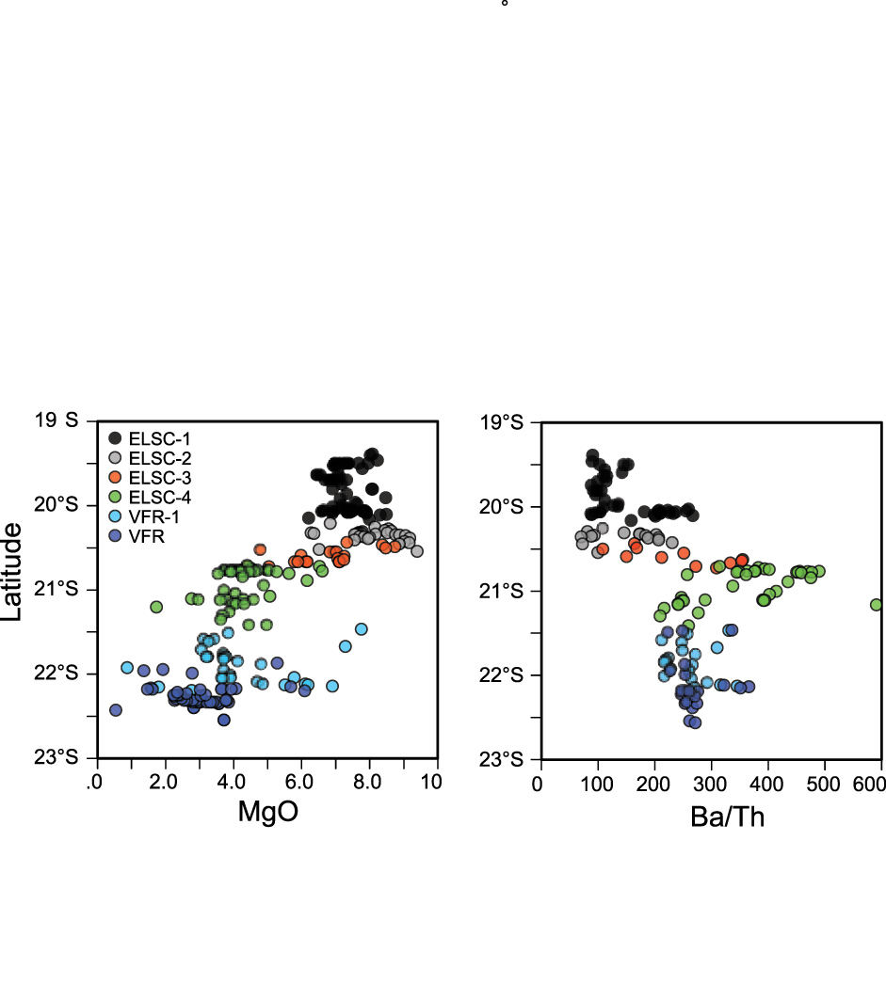 °
19 S
20°S
21°S
22°S
23°S
Latitude
ELSC-1
ELSC-2
ELSC-3
ELSC-4
VFR-1
VFR
.0 2.0 4.0 6.0 8.0 10
MgO
19°S
20°S
21°S
22°S
23°S
0 100 200 300 400 500 600
Ba/Th